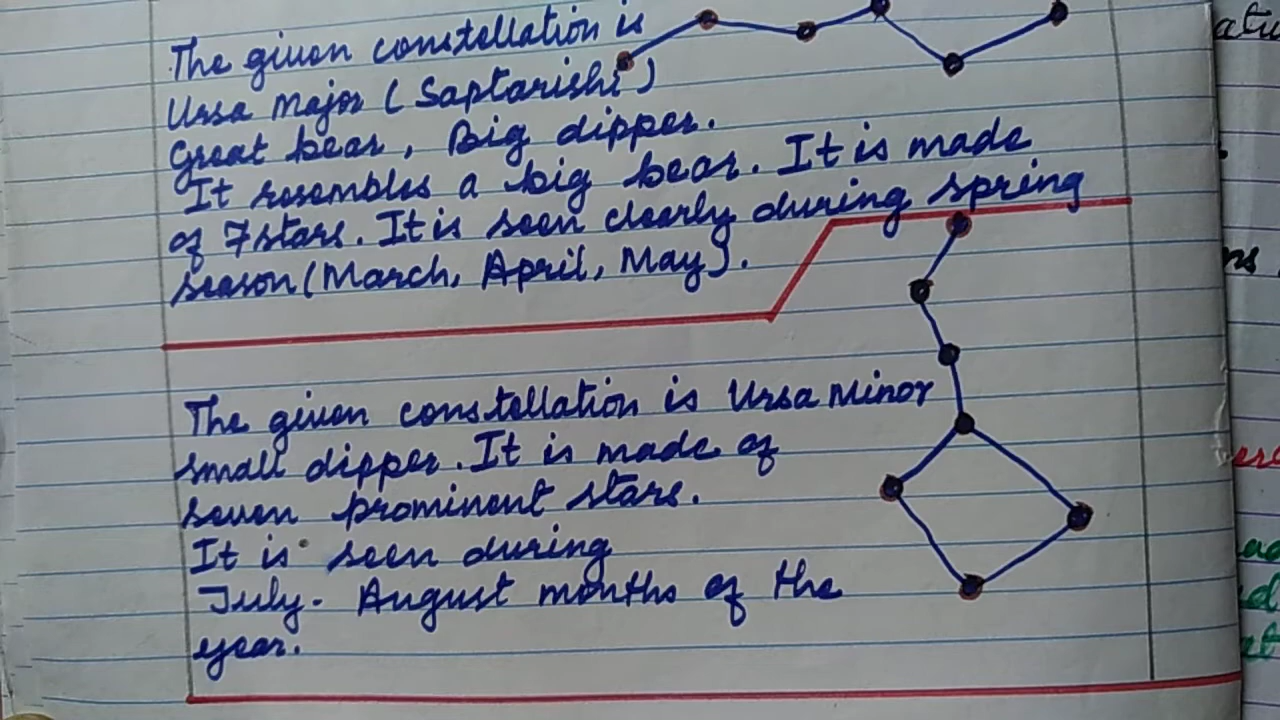 The given constellation is
Ursa Major ( Saptarishi )
Great bear, Big dipper.
It resembles a big bear. It is made
of 7 stars. It is seen clearly during spring
season (March, April, May).
The given constellation is Ursa Minor
small dipper. It is made of
seven prominent stars.
It is seen during
July- August months of the
year.